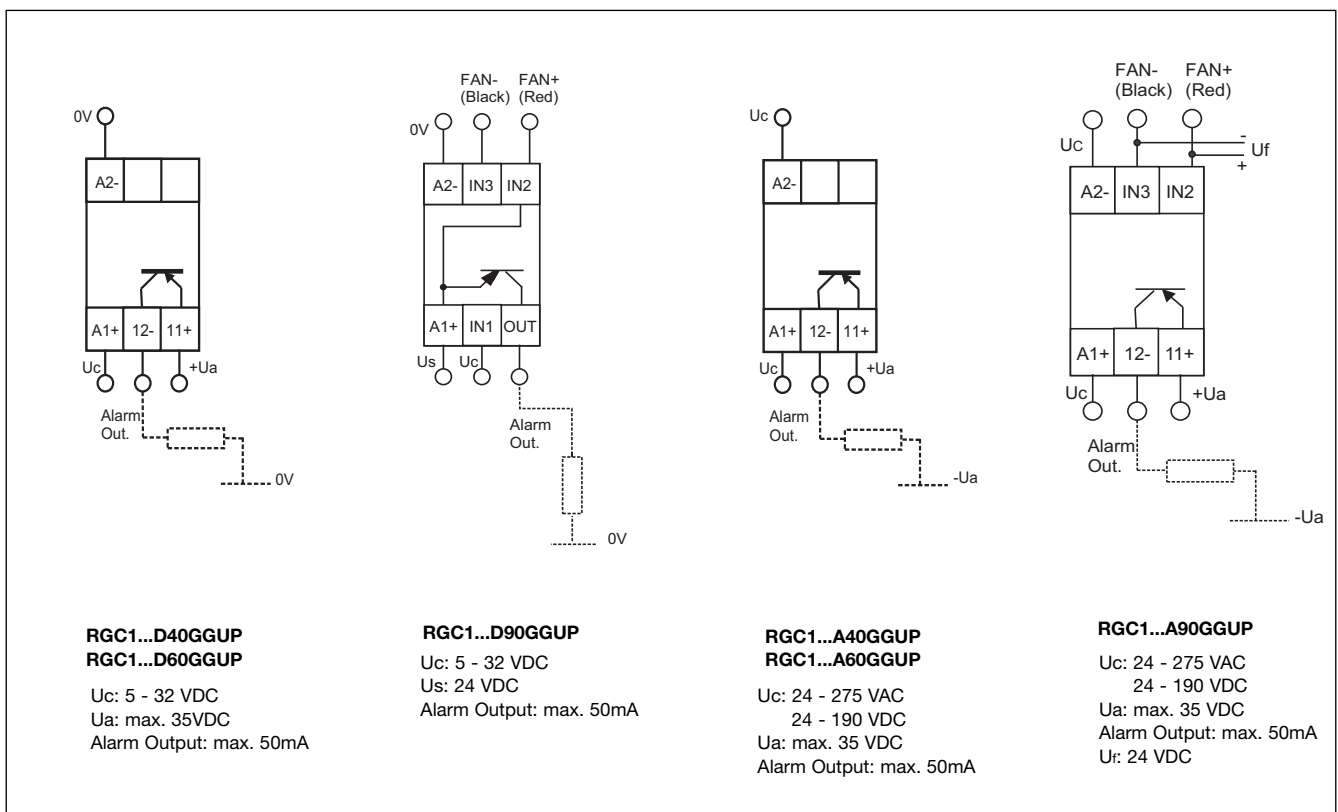 0V
A2-
A1+ 12- 11+
Uc +Ua
Alarm
Out.
0V
RGC1...D40GGUP
RGC1...D60GGUP
Uc: 5 - 32 VDC
Ua: max. 35VDC
Alarm Output: max. 50mA
FAN- FAN+
(Black) (Red)
0V
A2- IN3 IN2
A1+ IN1 OUT
Us Uc
Alarm
Out.
0V
RGC1...D90GGUP
Uc: 5 - 32 VDC
Us: 24 VDC
Alarm Output: max. 50mA
Uc
A2-
A1+ 12- 11+
Uc +Ua
Alarm
Out.
-Ua
RGC1...A40GGUP
RGC1...A60GGUP
Uc: 24 - 275 VAC
24 - 190 VDC
Ua: max. 35 VDC
Alarm Output: max. 50mA
FAN- FAN+
(Black) (Red)
Uc
-
Uf
+
A2- IN3 IN2
A1+ 12- 11+
Uc +Ua
Alarm
Out.
-Ua
RGC1...A90GGUP
Uc: 24 - 275 VAC
24 - 190 VDC
Ua: max. 35 VDC
Alarm Output: max. 50mA
Uf: 24 VDC